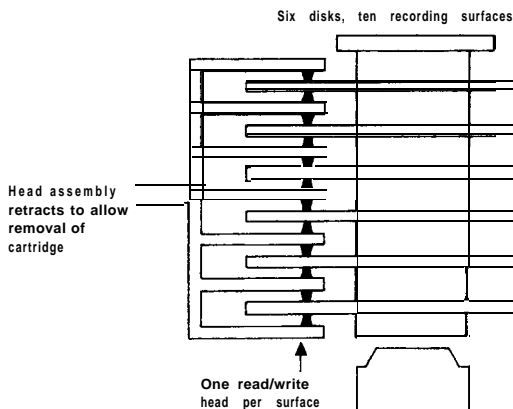 Six disks, ten recording surfaces
Head assembly
retracts to allow
removal of
cartridge
One read/write
head per surface